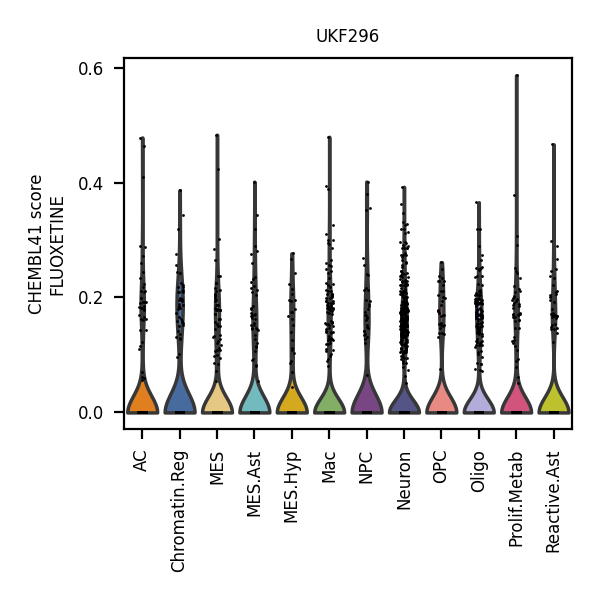 UKF296
CHEMBL41 score
FLUOXETINE
0.6
0.4
0.2
0.0
AC
Chromatin.Reg
MES
MES.Ast
MES.Hyp
Mac
NPC
Neuron
OPC
Oligo
Prolif.Metab
Reactive.Ast